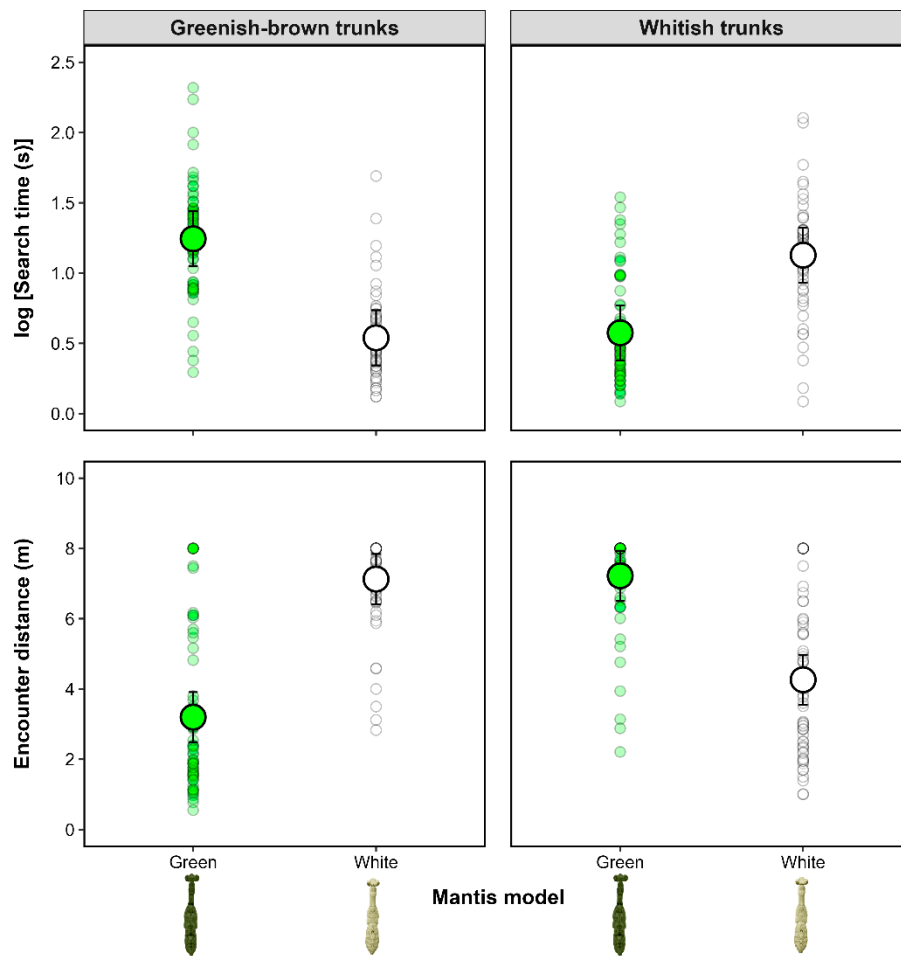 Greenish-brown trunks
Whitish trunks
log [Search time (s)]
2.5
2.0
1.5
1.0
0.5
0.0
Encounter distance (m)
10
8
6
4
2
0
Green
White
Green
White
Mantis model